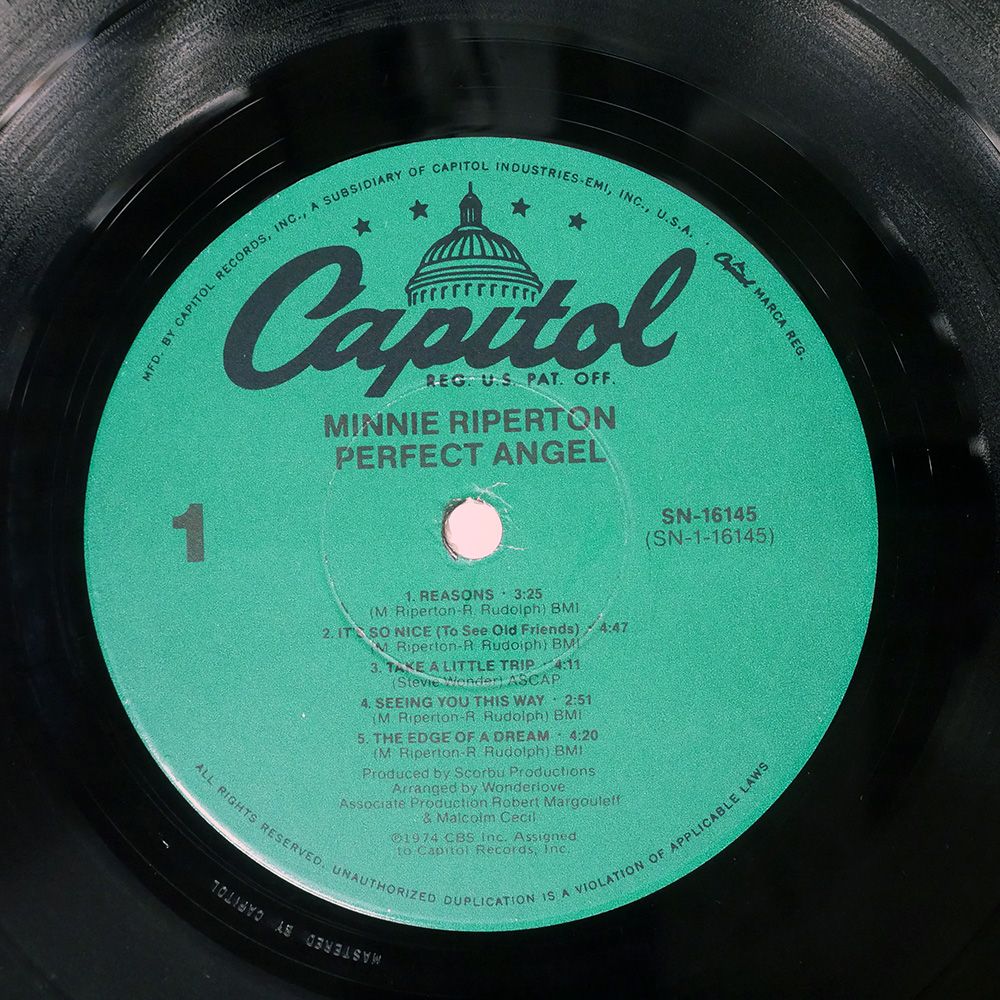 MFD. BY CAPITOL RECORDS, INC., A SUBSIDIARY OF CAPITOL INDUSTRIES-EMI, INC., U.S.A. . Capitol MARCA REG.
Capitol
REG. U.S. PAT. OFF.
MINNIE RIPERTON
PERFECT ANGEL
1
SN-16145
(SN-1-16145)
1. REASONS · 3:25
(M. Riperton-R. Rudolph) BMI
2. IT'S SO NICE (To See Old Friends) · 4:47
(M. Riperton-R. Rudolph) BMI
3. TAKE A LITTLE TRIP · 4:11
(Stevie Wonder) ASCAP
4. SEEING YOU THIS WAY · 2:51
(M. Riperton-R. Rudolph) BMI
5. THE EDGE OF A DREAM · 4:20
(M. Riperton-R. Rudolph) BMI
Produced by Scorbu Productions
Arranged by Wonderlove
Associate Production Robert Margouleff
& Malcolm Cecil
©1974 CBS Inc. Assigned
to Capitol Records, Inc.
ALL RIGHTS RESERVED. UNAUTHORIZED DUPLICATION IS A VIOLATION OF APPLICABLE LAWS
MASTERED BY CAPITOL